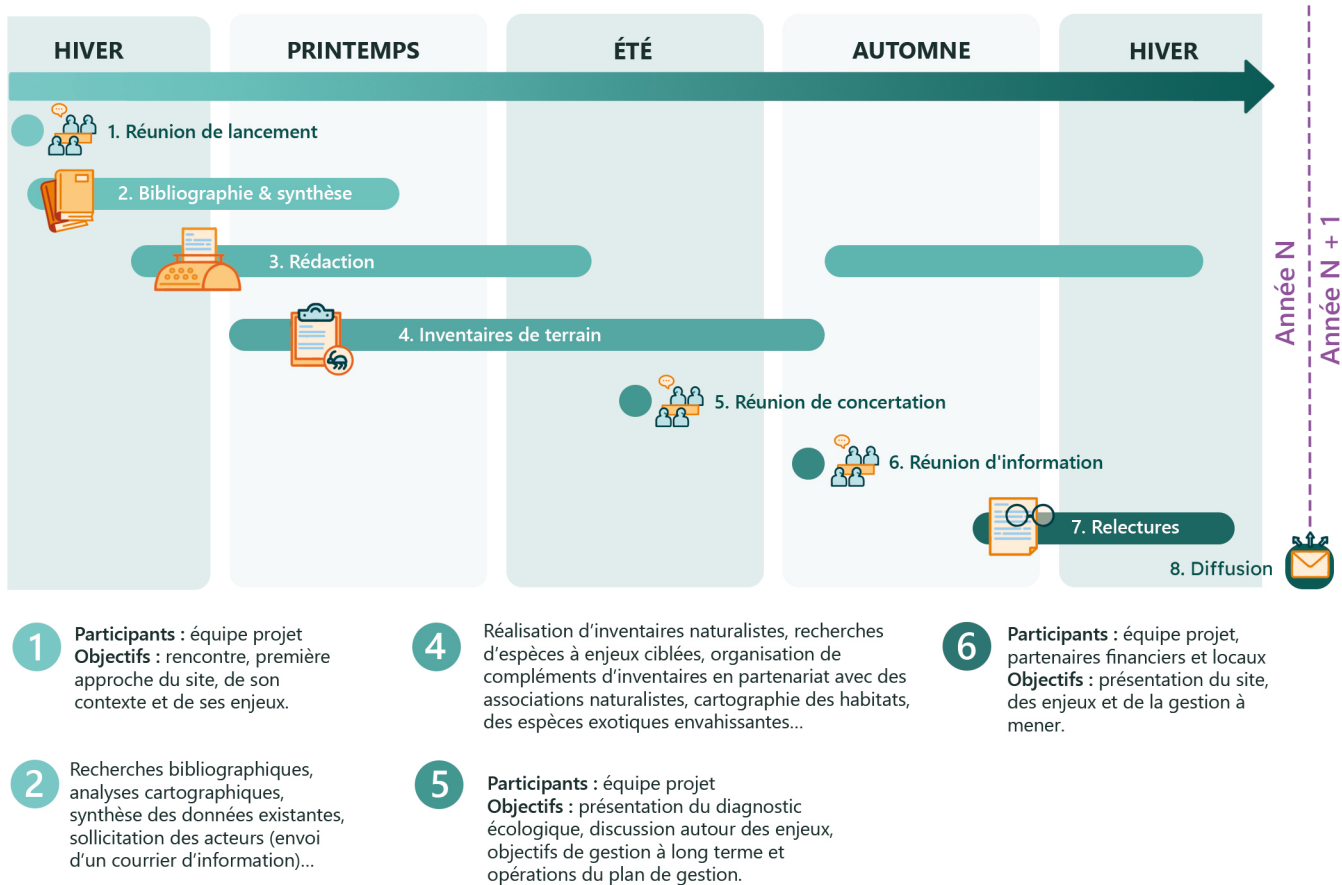 HIVER
PRINTEMPS
ÉTÉ
AUTOMNE
HIVER
1. Réunion de lancement
2. Bibliographie & synthèse
3. Rédaction
4. Inventaires de terrain
5. Réunion de concertation
6. Réunion d'information
7. Relectures
8. Diffusion
Année N
Année N + 1
1
Participants : équipe projet
Objectifs : rencontre, première
approche du site, de son
contexte et de ses enjeux.
2
Recherches bibliographiques,
analyses cartographiques,
synthèse des données existantes,
sollicitation des acteurs (envoi
d’un courrier d’information)...
4
Réalisation d’inventaires naturalistes, recherches
d’espèces à enjeux ciblées, organisation de
compléments d’inventaires en partenariat avec des
associations naturalistes, cartographie des habitats,
des espèces exotiques envahissantes...
5
Participants : équipe projet
Objectifs : présentation du diagnostic
écologique, discussion autour des enjeux,
objectifs de gestion à long terme et
opérations du plan de gestion.
6
Participants : équipe projet,
partenaires financiers et locaux
Objectifs : présentation du site,
des enjeux et de la gestion à
mener.